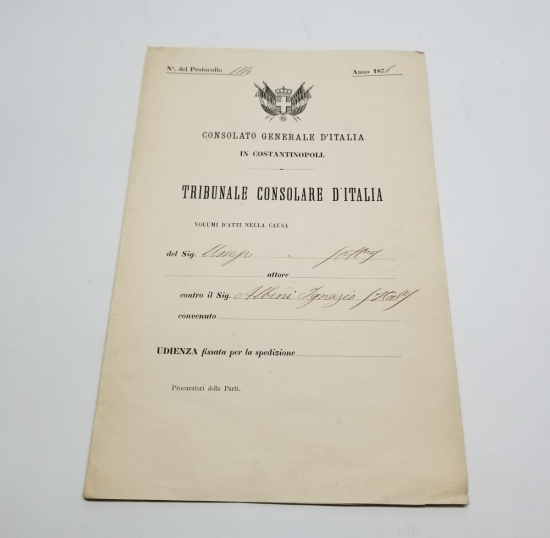 N°. del Protocollo
Anno 187
CONSOLATO GENERALE D'ITALIA
IN COSTANTINOPOLI.
TRIBUNALE CONSOLARE D'ITALIA
VOLUMI D'ATTI NELLA CAUSA
del Sig.
attore
contro il Sig. Albini Ignazio
convenuto
UDIENZA fissata per la spedizione
Procuratori delle Parti.